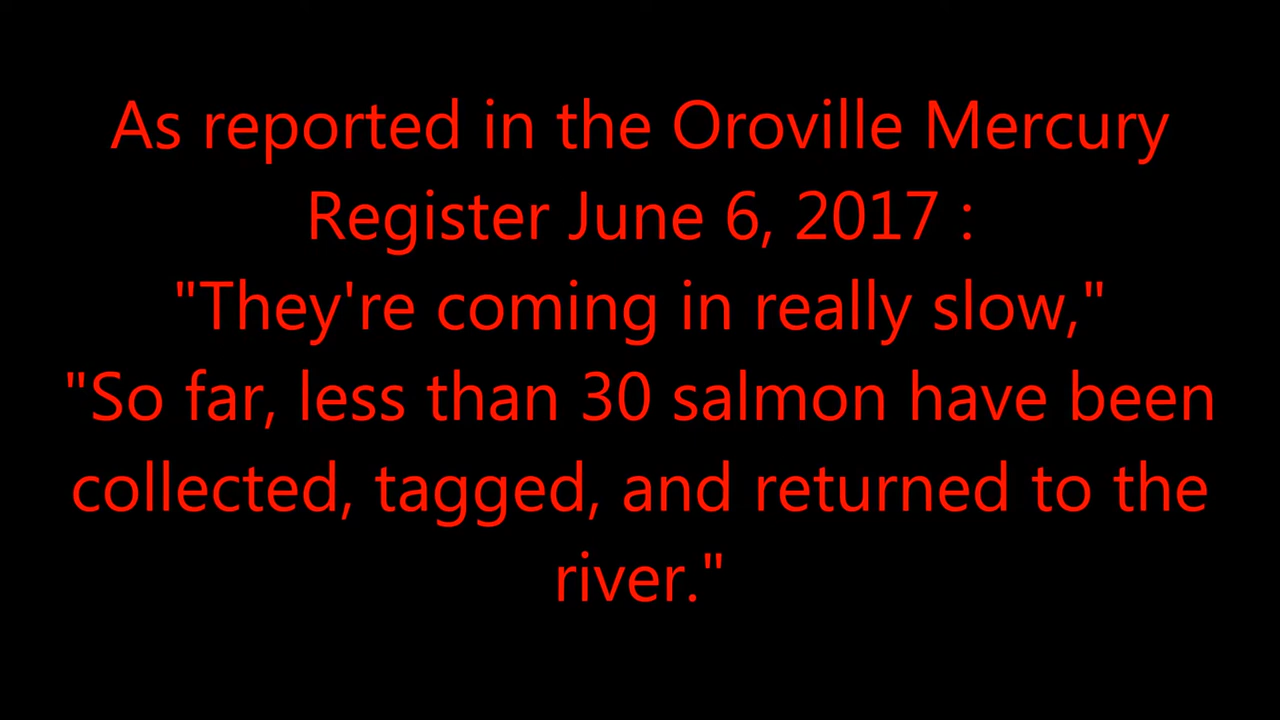 As reported in the Oroville Mercury
Register June 6, 2017 :
"They're coming in really slow,"
"So far, less than 30 salmon have been
collected, tagged, and returned to the
river."